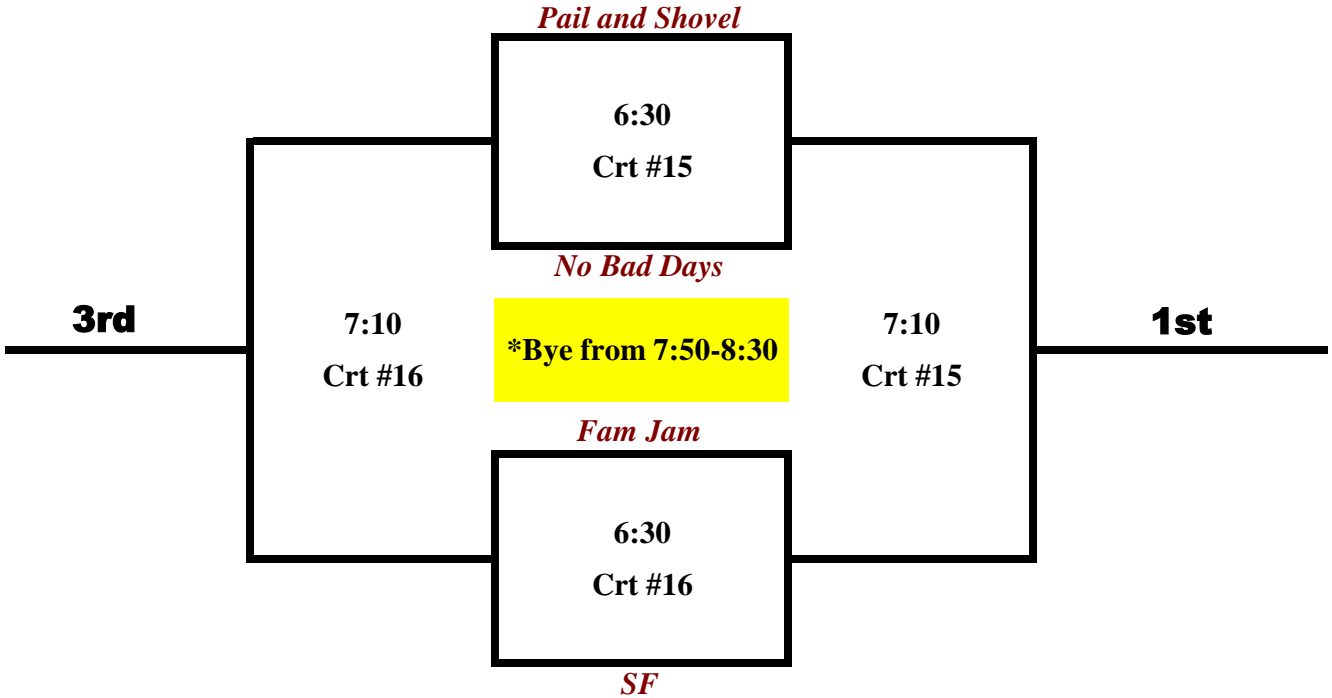 Pail and Shovel
6:30
Crt #15
No Bad Days
3rd
7:10
Crt #16
*Bye from 7:50-8:30
7:10
Crt #15
1st
Fam Jam
6:30
Crt #16
SF